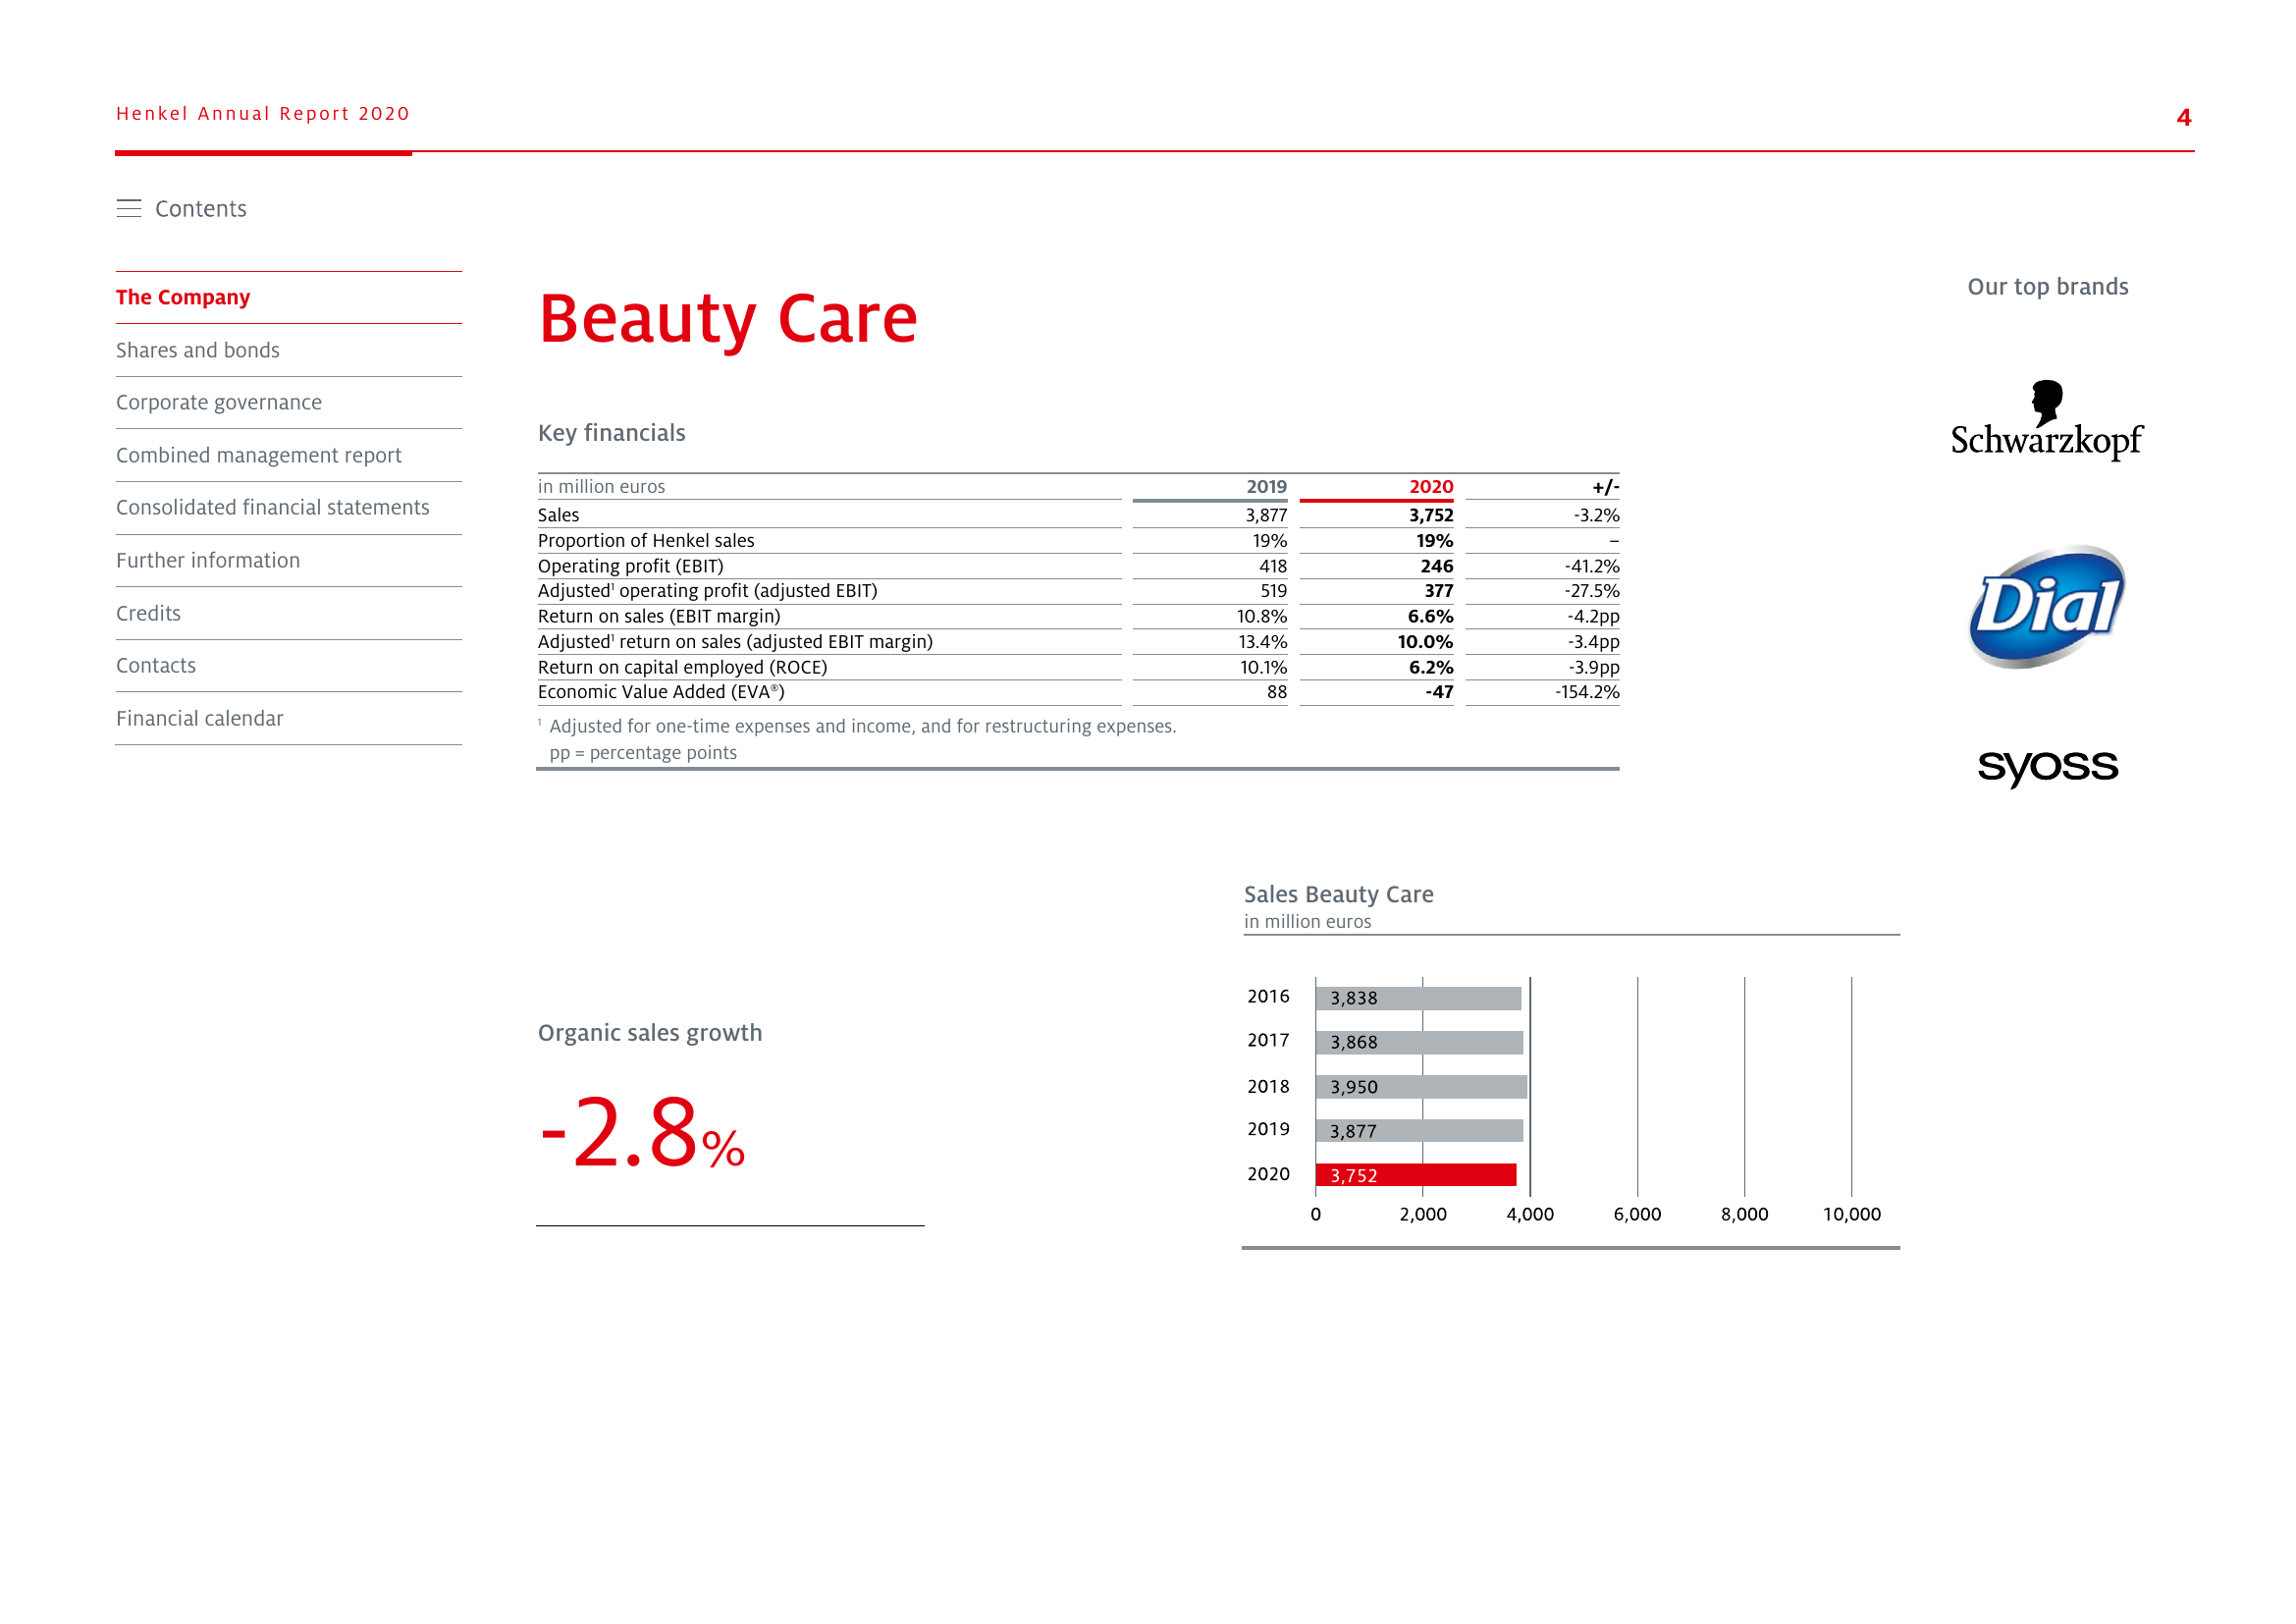 Henkel Annual Report 2020
4
Contents
The Company
Shares and bonds
Corporate governance
Combined management report
Consolidated financial statements
Further information
Credits
Contacts
Financial calendar
Beauty Care
Key financials
in million euros 2019 2020 +/-
Sales 3,877 3,752 -3.2%
Proportion of Henkel sales 19% 19% –
Operating profit (EBIT) 418 246 -41.2%
Adjusted¹ operating profit (adjusted EBIT) 519 377 -27.5%
Return on sales (EBIT margin) 10.8% 6.6% -4.2pp
Adjusted¹ return on sales (adjusted EBIT margin) 13.4% 10.0% -3.4pp
Return on capital employed (ROCE) 10.1% 6.2% -3.9pp
Economic Value Added (EVA®) 88 -47 -154.2%
¹ Adjusted for one-time expenses and income, and for restructuring expenses.
pp = percentage points
Our top brands
Schwarzkopf
Dial
syoss
Organic sales growth
-2.8%
Sales Beauty Care
in million euros
2016 3,838
2017 3,868
2018 3,950
2019 3,877
2020 3,752
0 2,000 4,000 6,000 8,000 10,000